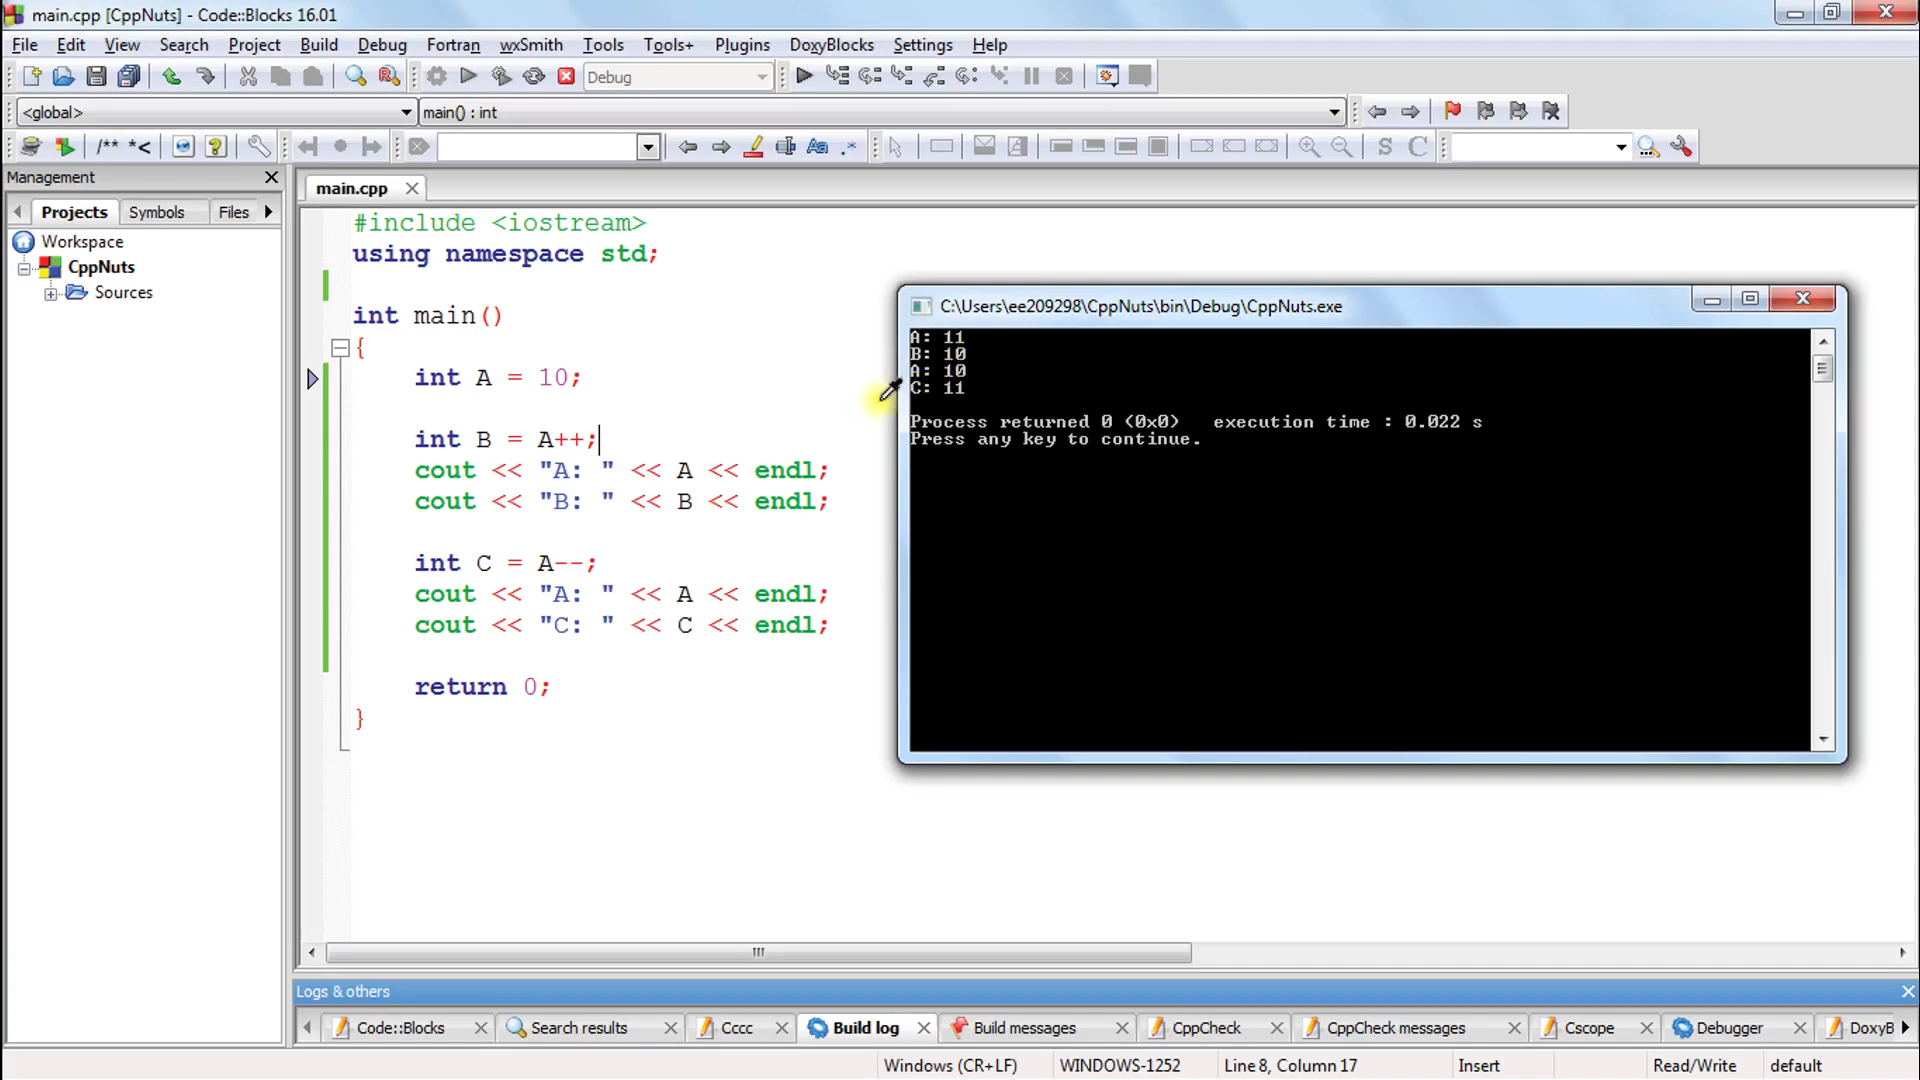 main.cpp [CppNuts] - Code::Blocks 16.01
File Edit View Search Project Build Debug Fortran wxSmith Tools Tools+ Plugins DoxyBlocks Settings Help
Debug
<global> main() : int
/** *<
Management
Projects Symbols Files
Workspace
CppNuts
Sources
main.cpp
#include <iostream>
using namespace std;
int main()
{
int A = 10;
int B = A++;
cout << "A: " << A << endl;
cout << "B: " << B << endl;
int C = A--;
cout << "A: " << A << endl;
cout << "C: " << C << endl;
return 0;
}
C:\Users\ee209298\CppNuts\bin\Debug\CppNuts.exe
A: 11
B: 10
A: 10
C: 11
Process returned 0 (0x0) execution time : 0.022 s
Press any key to continue.
Logs & others
Code::Blocks Search results Cccc Build log Build messages CppCheck CppCheck messages Cscope Debugger DoxyB
Windows (CR+LF) WINDOWS-1252 Line 8, Column 17 Insert Read/Write default